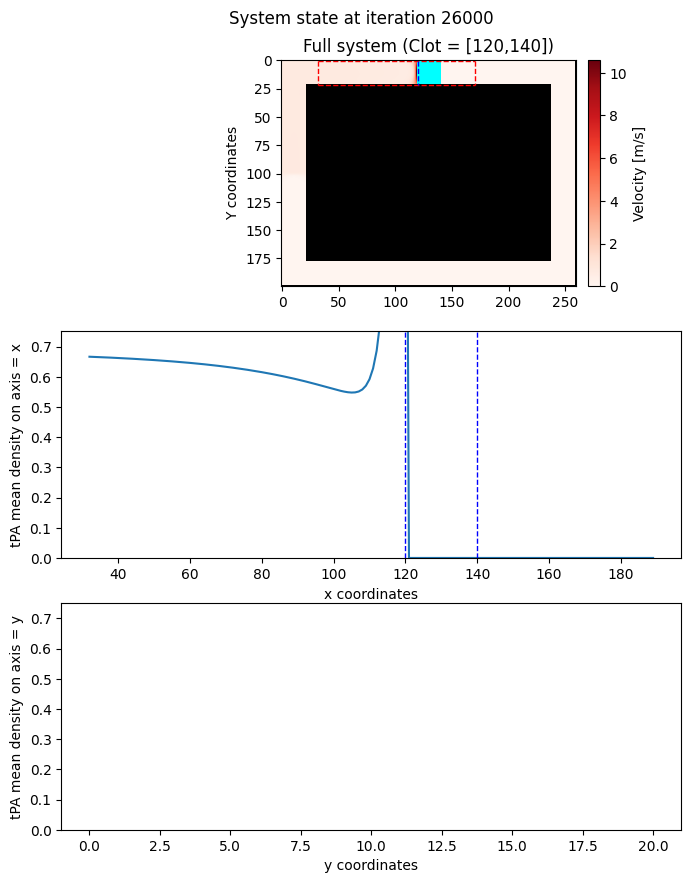 System state at iteration 26000
Full system (Clot = [120,140])
Y coordinates
0
25
50
75
100
125
150
175
0 50 100 150 200 250
10
8
6
4
2
0
Velocity [m/s]
tPA mean density on axis = x
0.7
0.6
0.5
0.4
0.3
0.2
0.1
0.0
40 60 80 100 120 140 160 180
x coordinates
tPA mean density on axis = y
0.7
0.6
0.5
0.4
0.3
0.2
0.1
0.0
0.0 2.5 5.0 7.5 10.0 12.5 15.0 17.5 20.0
y coordinates